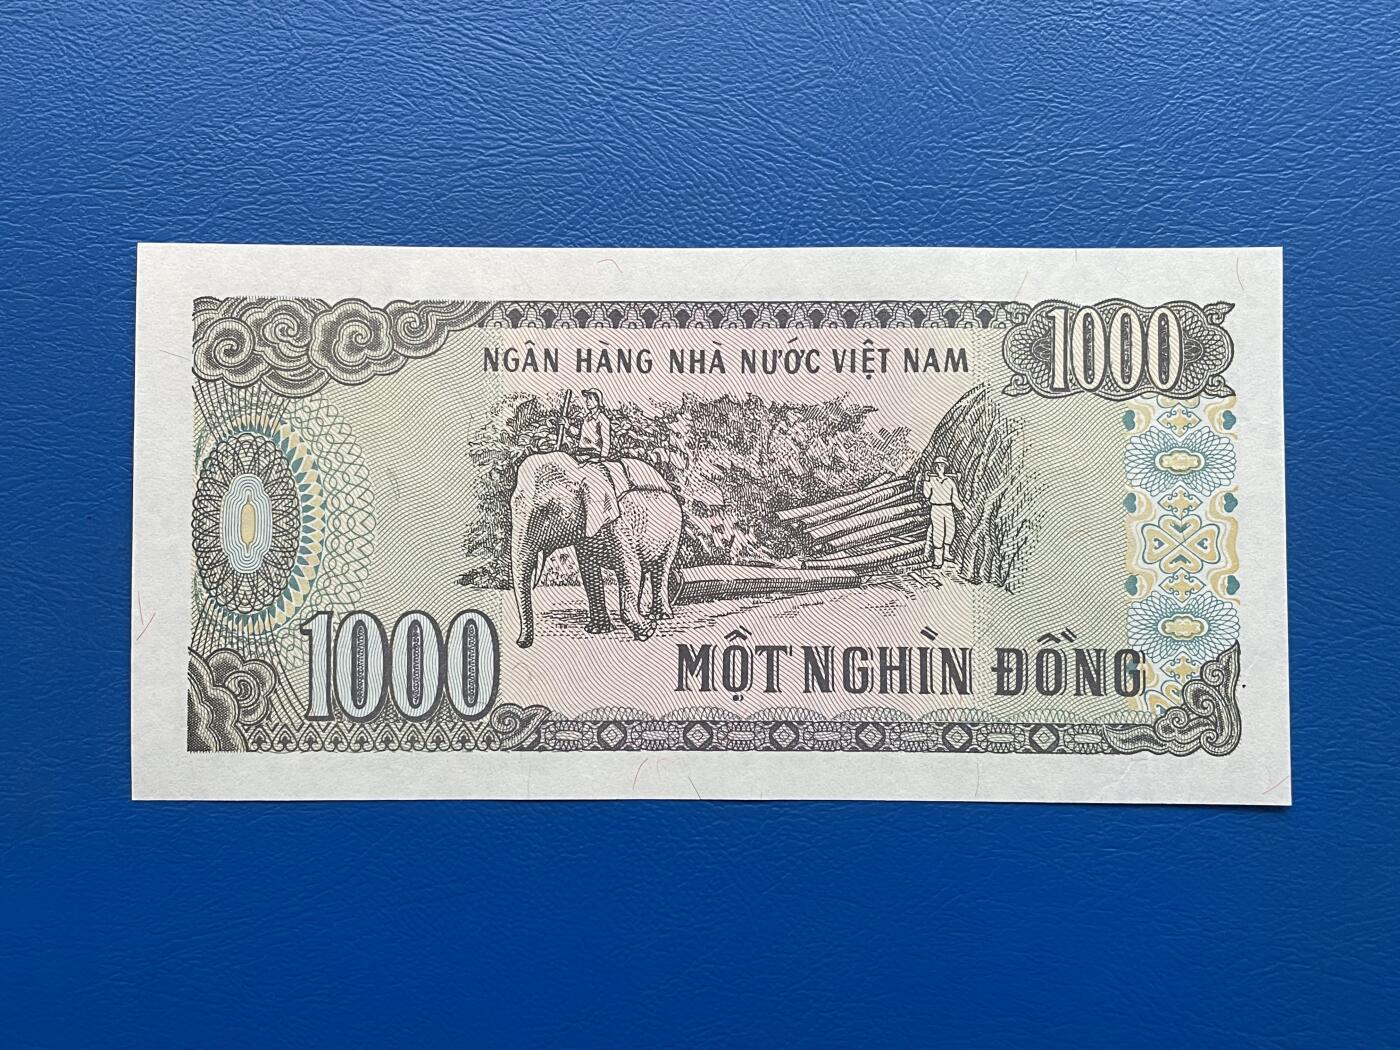 NGÂN HÀNG NHÀ NƯỚC VIỆT NAM
1000
1000
MỘT NGHÌN ĐỒNG